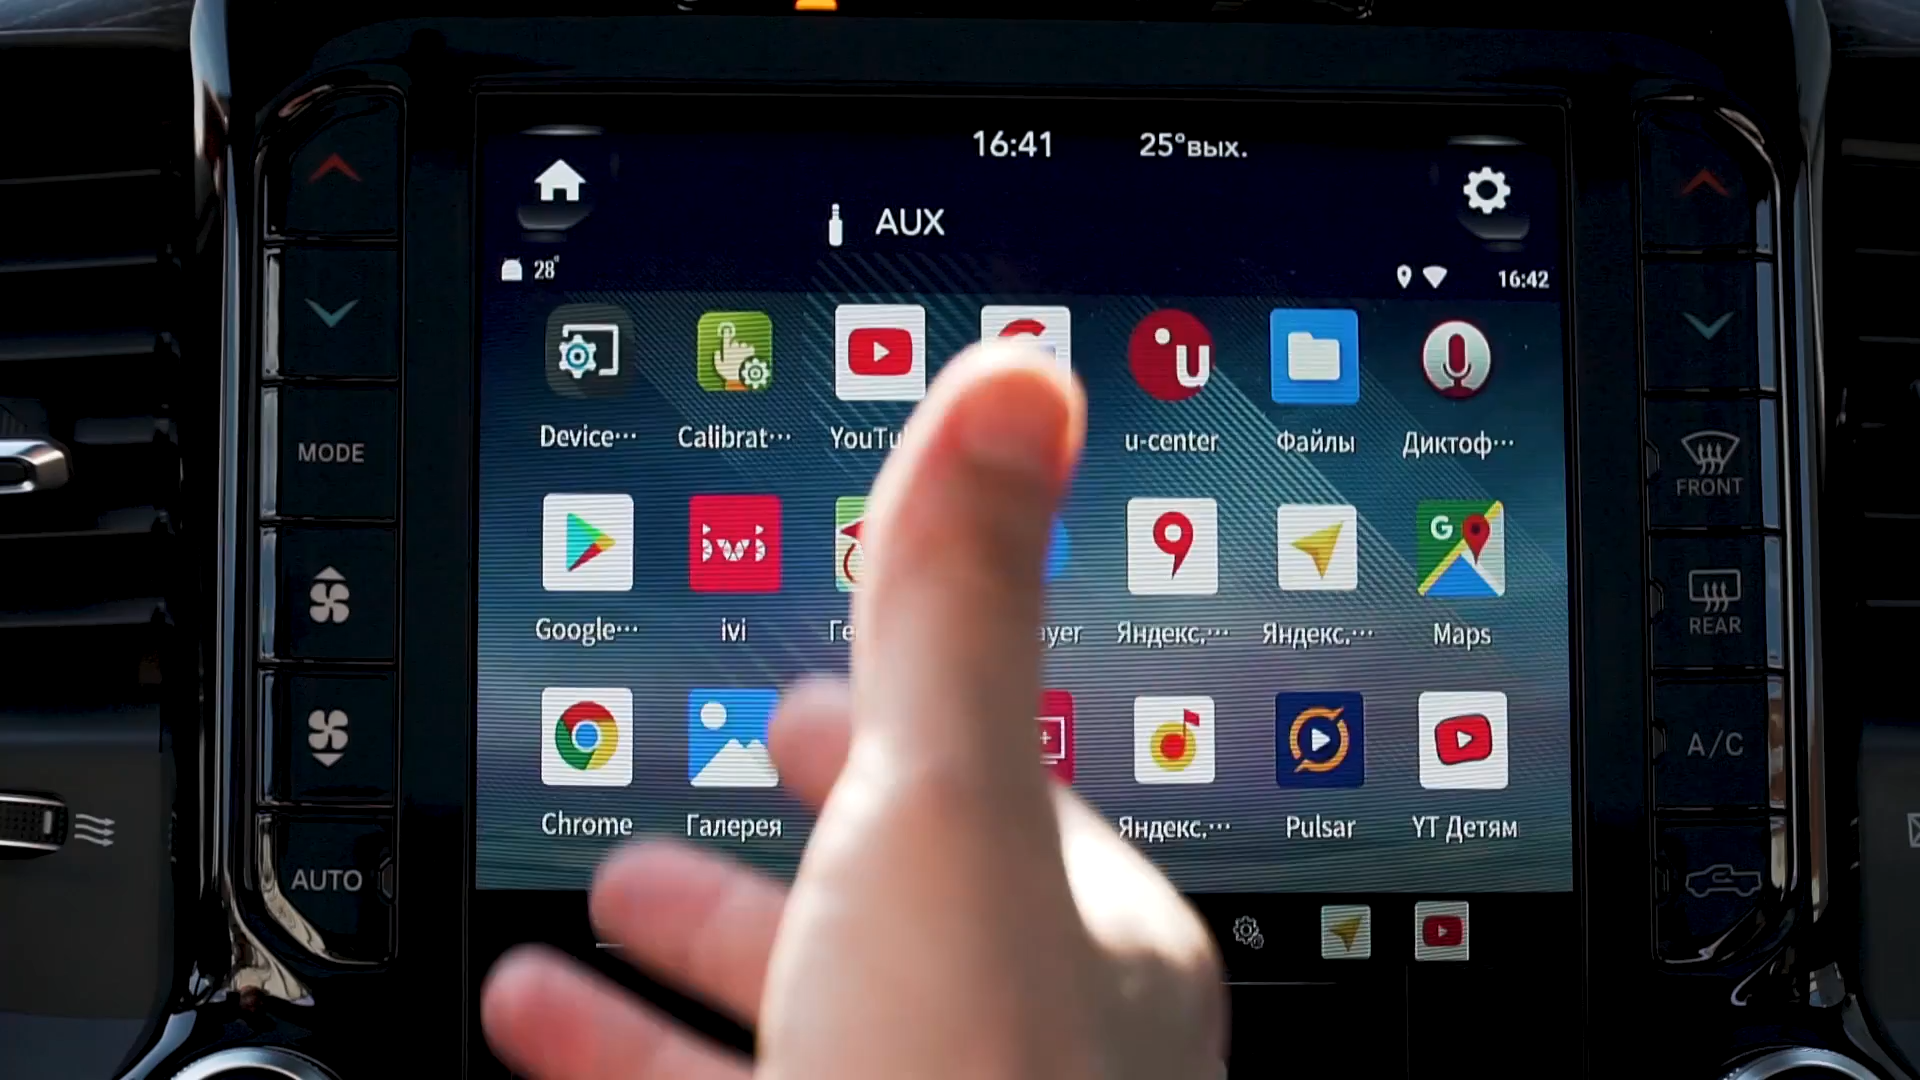 16:41 25°вых.
AUX
28°
16:42
Device··· Calibrat··· u-center Файлы Диктоф···
G
Google··· ivi Яндекс.··· Яндекс.··· Maps
ivi
Chrome Галерея Яндекс.··· Pulsar YT Детям
MODE
AUTO
FRONT
REAR
A/C